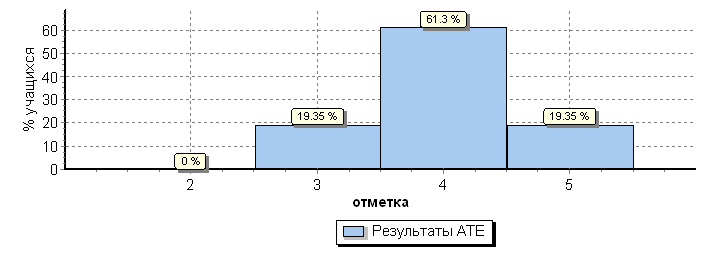 61.3 %
60
50
40
30
20
10
0
% учащихся
19.35 %
19.35 %
0 %
2 3 4 5
отметка
Результаты АТЕ